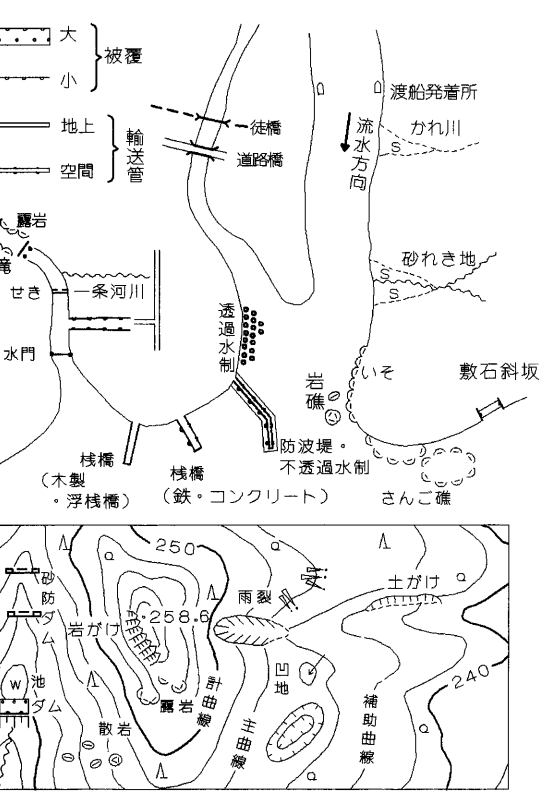 大
小
被覆
地上
空間
輸送管
徒橋
道路橋
渡船発着所
流水方向
かれ川
S
露岩
滝
せき
一条河川
水門
透過水制
砂れき地
S
S
岩礁
いそ
敷石斜坂
桟橋
(木製
・浮桟橋)
桟橋
(鉄・コンクリート)
防波堤・
不透過水制
さんご礁
250
砂防ダム
岩がけ
・258.6
雨裂
土がけ
W
池
ダム
散岩
露岩
計曲線
主曲線
凹地
補助曲線
240